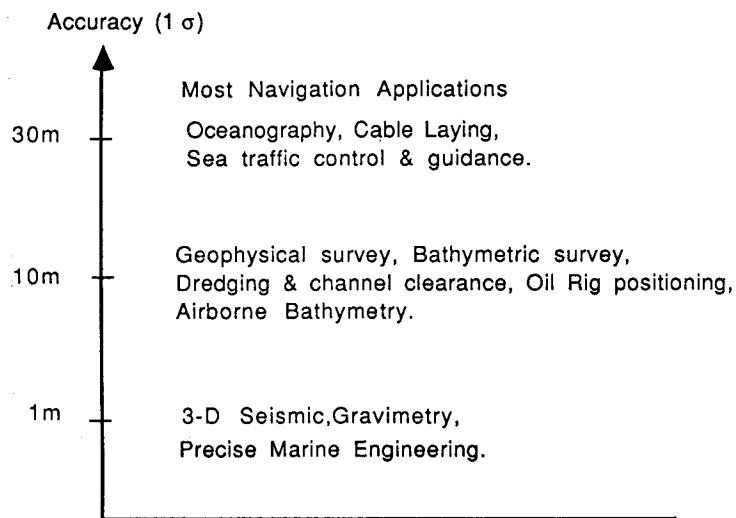 Accuracy (1 σ)
Most Navigation Applications
30m
Oceanography, Cable Laying,
Sea traffic control & guidance.
Geophysical survey, Bathymetric survey,
10m
Dredging & channel clearance, Oil Rig positioning,
Airborne Bathymetry.
1m
3-D Seismic,Gravimetry,
Precise Marine Engineering.